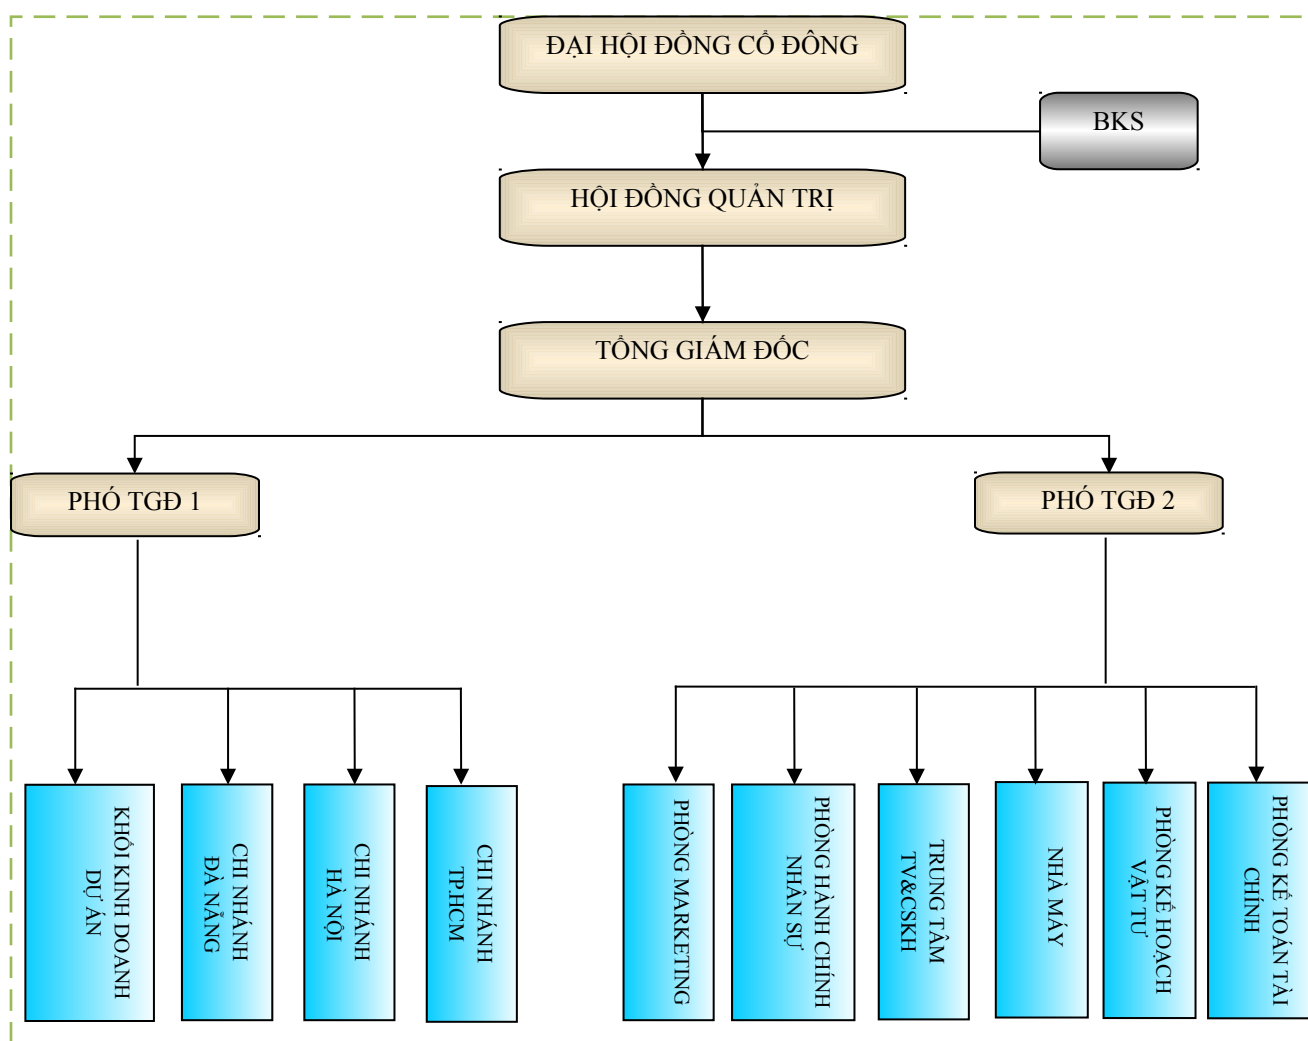 ĐẠI HỘI ĐỒNG CỔ ĐÔNG
BKS
HỘI ĐỒNG QUẢN TRỊ
TỔNG GIÁM ĐỐC
PHÓ TGĐ 1
PHÓ TGĐ 2
KHỐI KINH DOANH
DỰ ÁN
CHI NHÁNH
ĐÀ NẴNG
CHI NHÁNH
HÀ NỘI
CHI NHÁNH
TP.HCM
PHÒNG MARKETING
PHÒNG HÀNH CHÍNH
NHÂN SỰ
TRUNG TÂM
TV&CSKH
NHÀ MÁY
PHÒNG KẾ HOẠCH
VẬT TƯ
PHÒNG KẾ TOÁN TÀI
CHÍNH